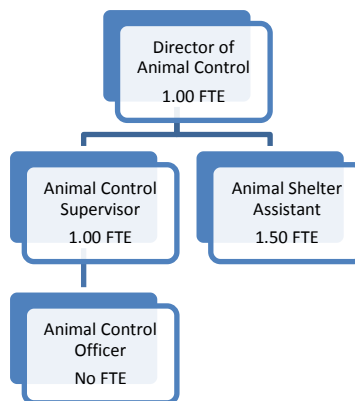 Director of
Animal Control
1.00 FTE
Animal Control
Supervisor
1.00 FTE
Animal Shelter
Assistant
1.50 FTE
Animal Control
Officer
No FTE